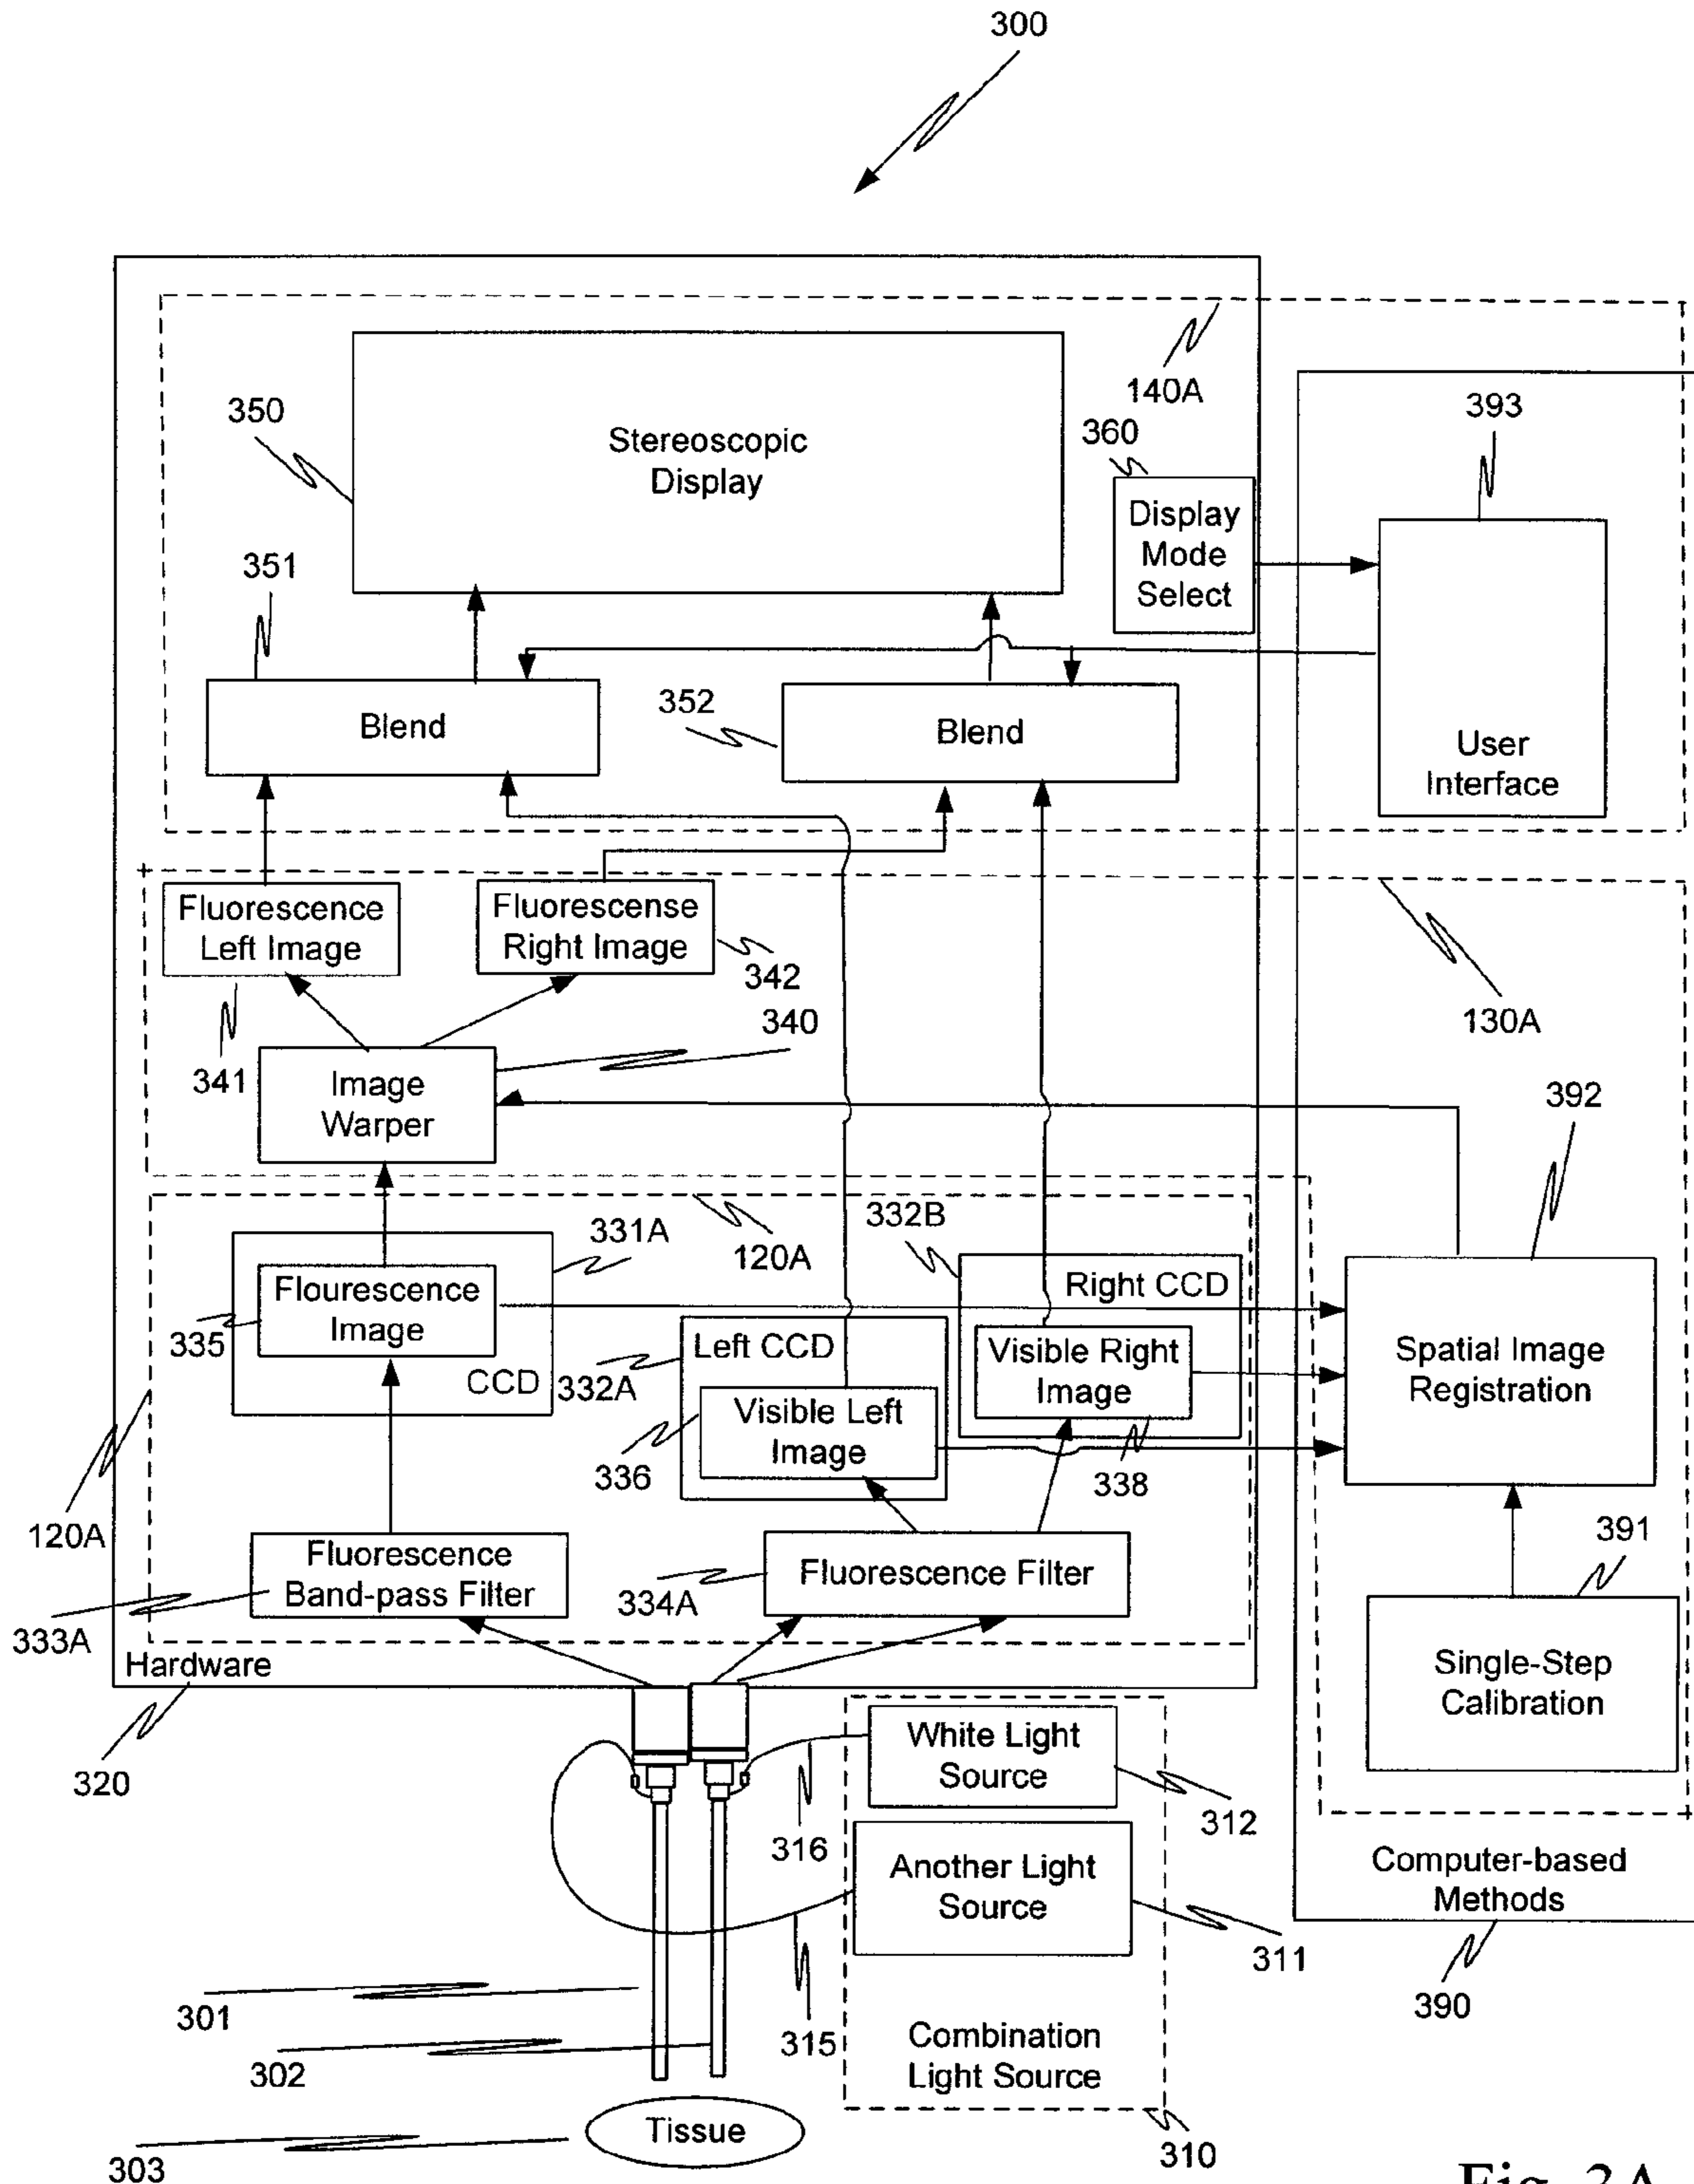 300
140A
350
Stereoscopic
Display
360
Display
Mode
Select
393
351
Blend
352
Blend
User
Interface
Fluorescence
Left Image
Fluorescense
Right Image
342
341
340
130A
Image
Warper
392
331A
120A
332B
Flourescence
Image
335
CCD
Left CCD
332A
Visible Left
Image
336
Right CCD
Visible Right
Image
338
Spatial Image
Registration
120A
391
Fluorescence
Band-pass Filter
333A
334A
Fluorescence Filter
Single-Step
Calibration
Hardware
320
White Light
Source
312
316
Another Light
Source
311
Computer-based
Methods
390
301
302
315
Combination
Light Source
310
Tissue
303
Fig. 3A